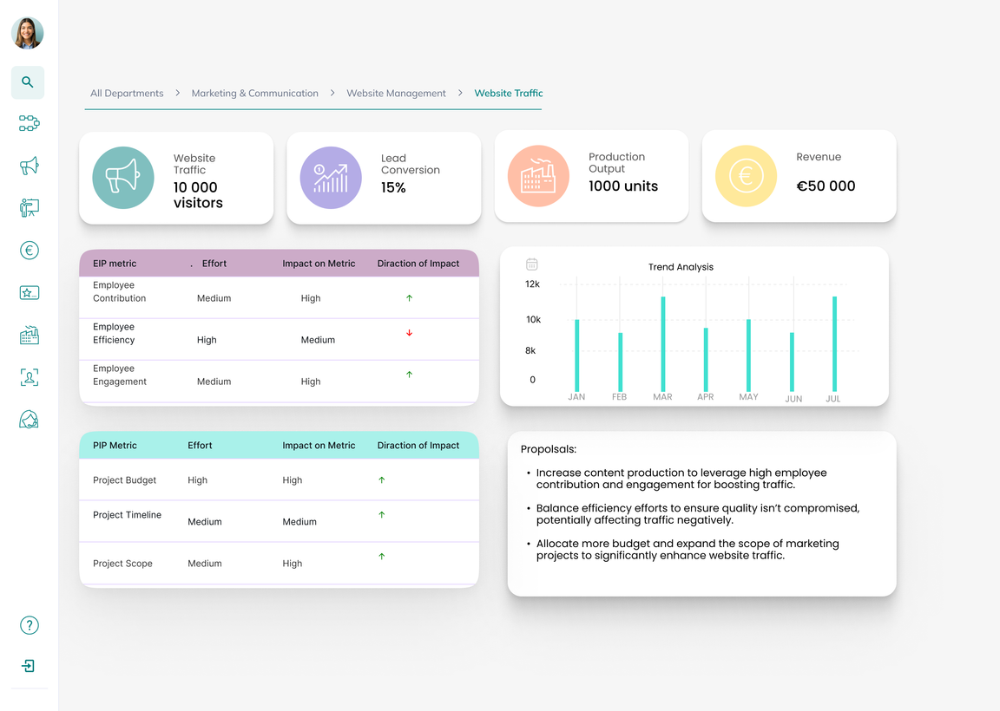 All Departments > Marketing & Communication > Website Management > Website Traffic
Website
Traffic
10 000
visitors
Lead
Conversion
15%
Production
Output
1000 units
Revenue
€50 000
EIP metric . Effort Impact on Metric Diraction of Impact
Employee
Contribution Medium High ↑
Employee
Efficiency High Medium ↓
Employee
Engagement Medium High ↑
Trend Analysis
12k
10k
8k
0
JAN FEB MAR APR MAY JUN JUL
PIP Metric Effort Impact on Metric Diraction of Impact
Project Budget High High ↑
Project Timeline Medium Medium ↑
Project Scope Medium High ↑
Propolsals:
• Increase content production to leverage high employee
contribution and engagement for boosting traffic.
• Balance efficiency efforts to ensure quality isn’t compromised,
potentially affecting traffic negatively.
• Allocate more budget and expand the scope of marketing
projects to significantly enhance website traffic.